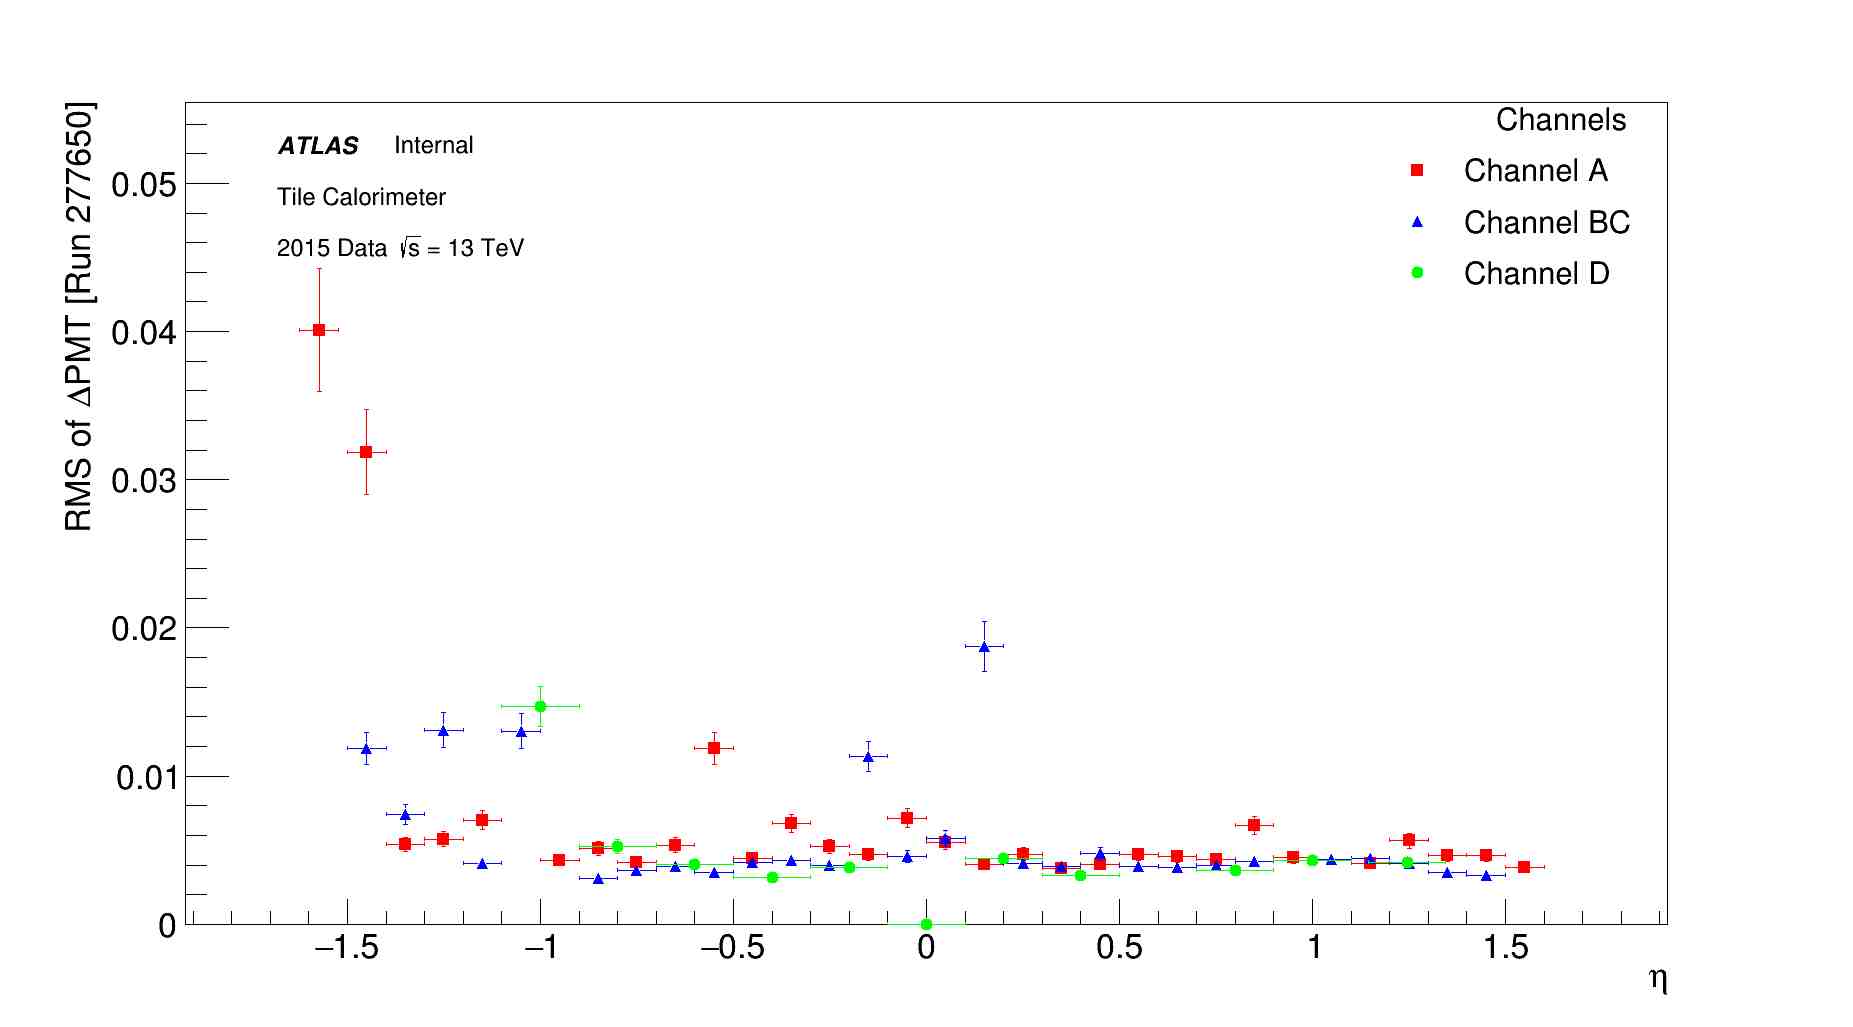 RMS of ΔPMT [Run 277650]
ATLAS Internal
Tile Calorimeter
2015 Data √s = 13 TeV
Channels
Channel A
Channel BC
Channel D
0.05
0.04
0.03
0.02
0.01
0
−1.5 −1 −0.5 0 0.5 1 1.5
η